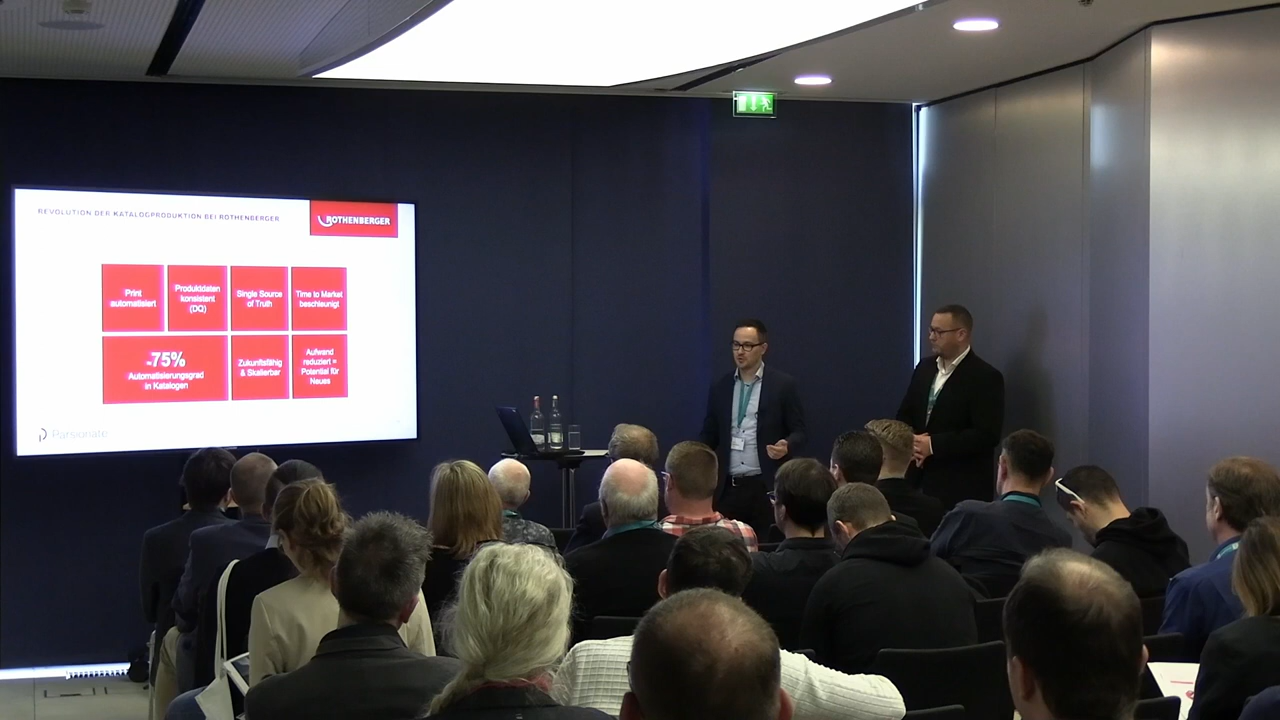 REVOLUTION DER KATALOGPRODUKTION BEI ROTHENBERGER
ROTHENBERGER
Print
automatisiert
Produktdaten
konsistent
(DQ)
Single Source
of Truth
Time to Market
beschleunigt
-75%
Automatisierungsgrad
in Katalogen
Zukunftsfähig
& Skalierbar
Aufwand
reduziert =
Potential für
Neues
Parsionate